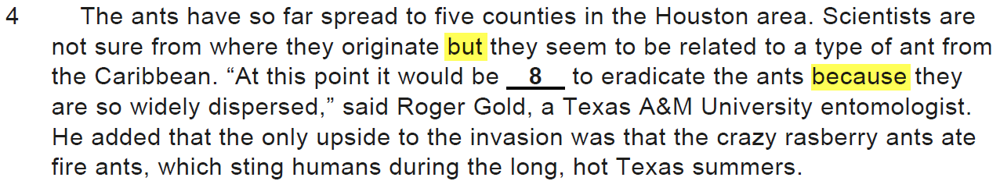 4 The ants have so far spread to five counties in the Houston area. Scientists are
not sure from where they originate but they seem to be related to a type of ant from
the Caribbean. “At this point it would be 8 to eradicate the ants because they
are so widely dispersed,” said Roger Gold, a Texas A&M University entomologist.
He added that the only upside to the invasion was that the crazy rasberry ants ate
fire ants, which sting humans during the long, hot Texas summers.